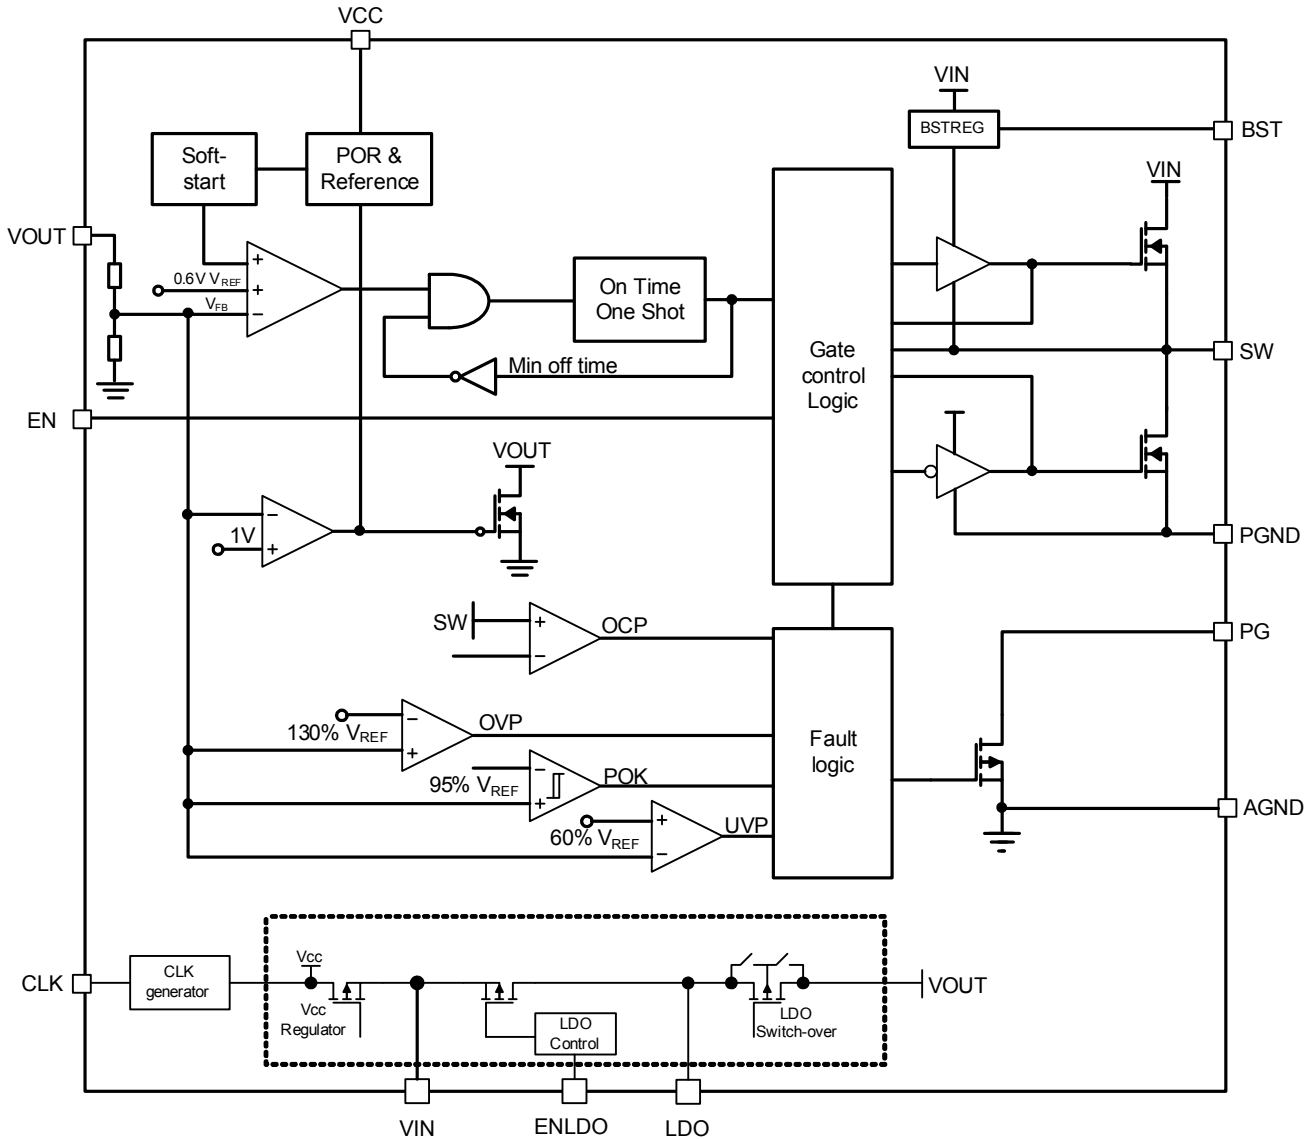 VCC
VIN
BSTREG
BST
Soft-
start
POR &
Reference
VIN
VOUT
0.6V VREF
VFB
+
+
−
On Time
One Shot
Min off time
Gate
control
Logic
SW
EN
VOUT
1V
−
+
PGND
SW
+
−
OCP
PG
130% VREF
−
+
OVP
Fault
logic
95% VREF
−
+
POK
60% VREF
+
−
UVP
AGND
CLK
CLK
generator
Vcc
Vcc
Regulator
LDO
Control
LDO
Switch-over
VOUT
VIN
ENLDO
LDO